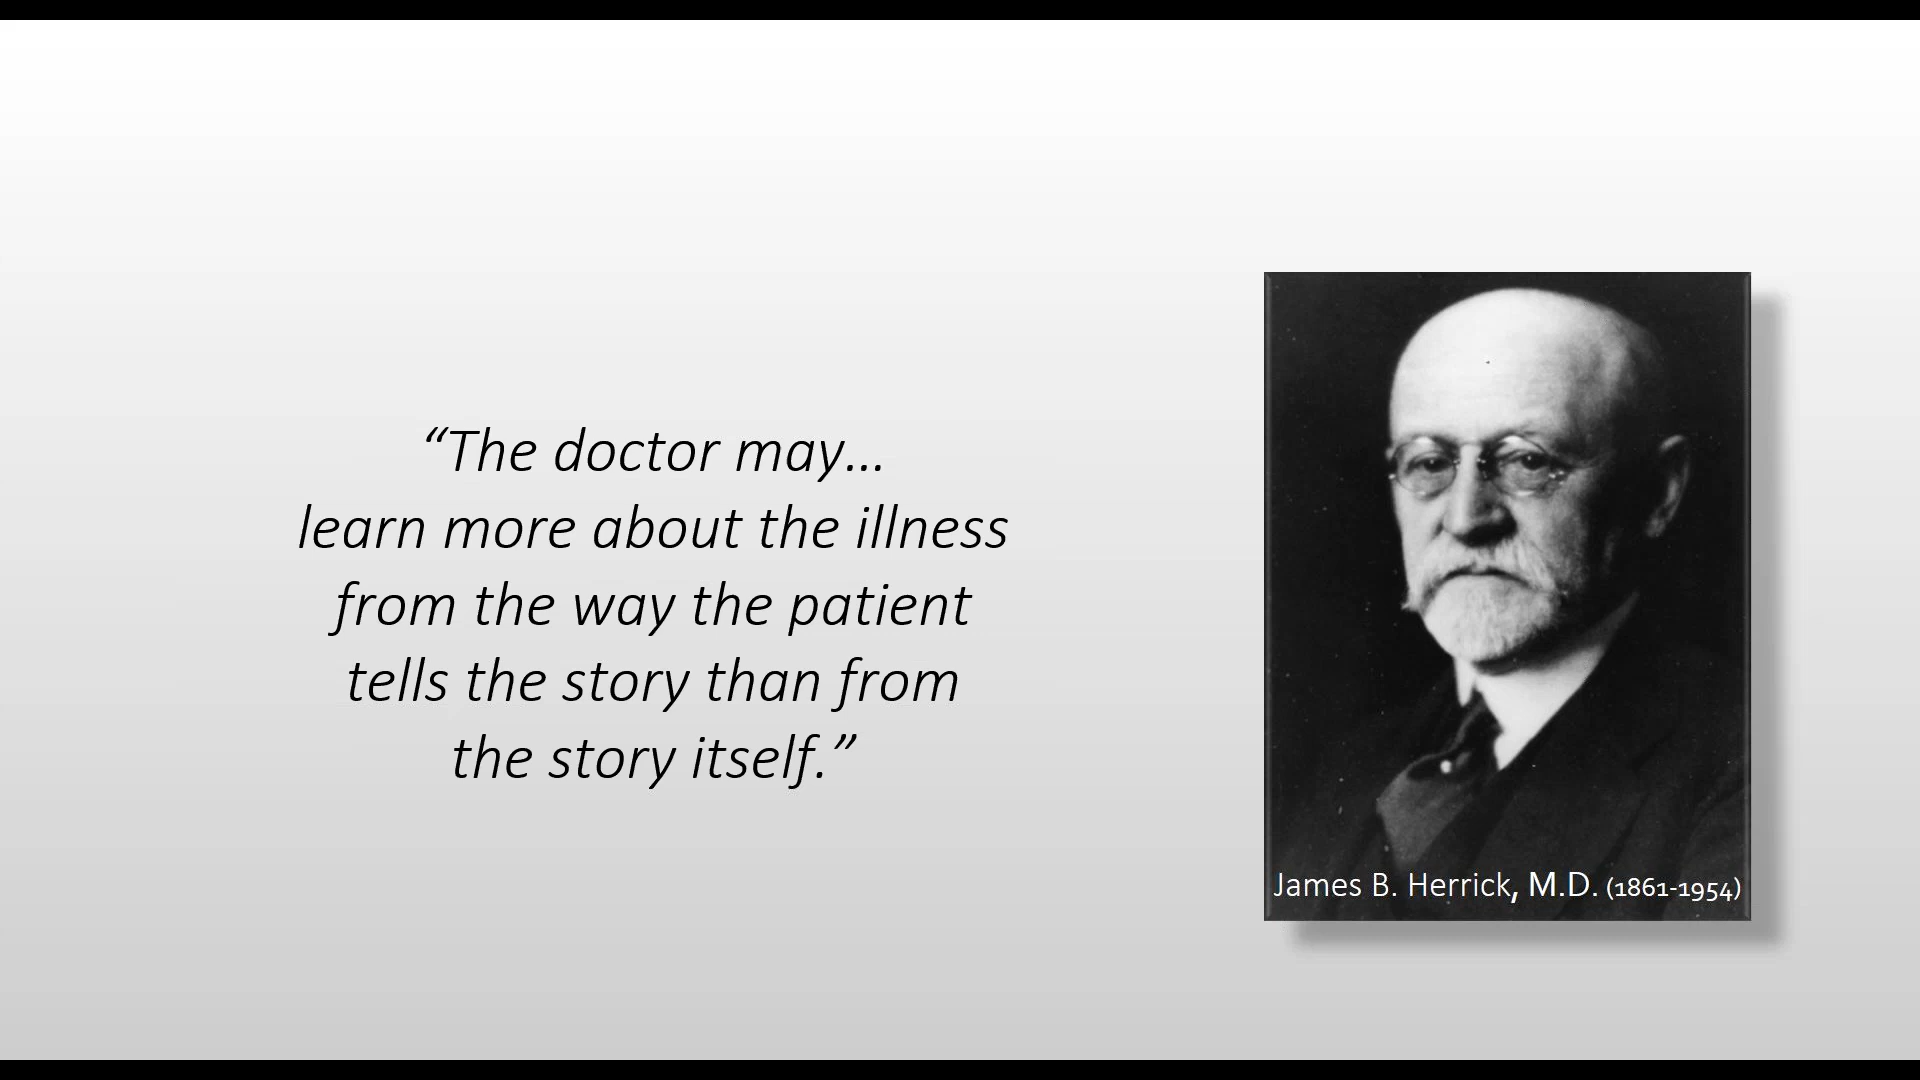 “The doctor may…
learn more about the illness
from the way the patient
tells the story than from
the story itself.”
James B. Herrick, M.D. (1861-1954)